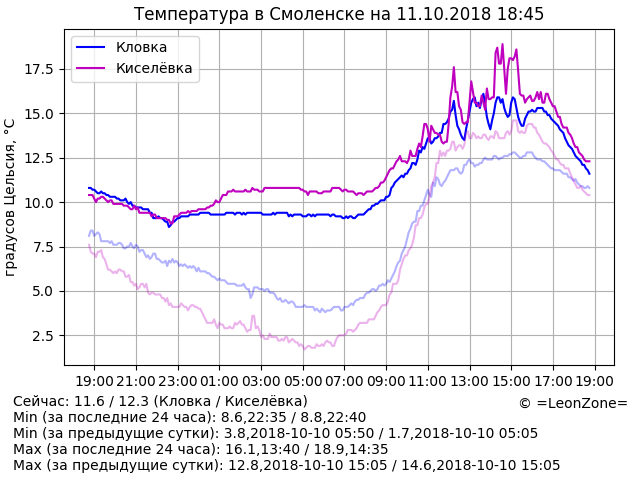 Температура в Смоленске на 11.10.2018 18:45
Кловка
Киселёвка
градусов Цельсия, °C
17.5
15.0
12.5
10.0
7.5
5.0
2.5
19:00 21:00 23:00 01:00 03:00 05:00 07:00 09:00 11:00 13:00 15:00 17:00 19:00
Сейчас: 11.6 / 12.3 (Кловка / Киселёвка)
© =LeonZone=
Min (за последние 24 часа): 8.6,22:35 / 8.8,22:40
Min (за предыдущие сутки): 3.8,2018-10-10 05:50 / 1.7,2018-10-10 05:05
Max (за последние 24 часа): 16.1,13:40 / 18.9,14:35
Max (за предыдущие сутки): 12.8,2018-10-10 15:05 / 14.6,2018-10-10 15:05